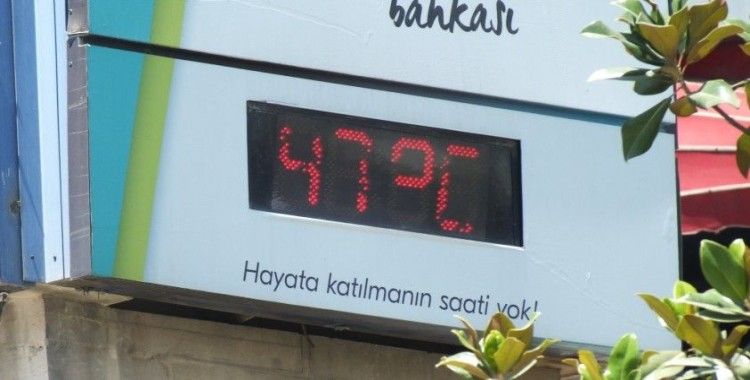 bankası
47°C
Hayata katılmanın saati yok!